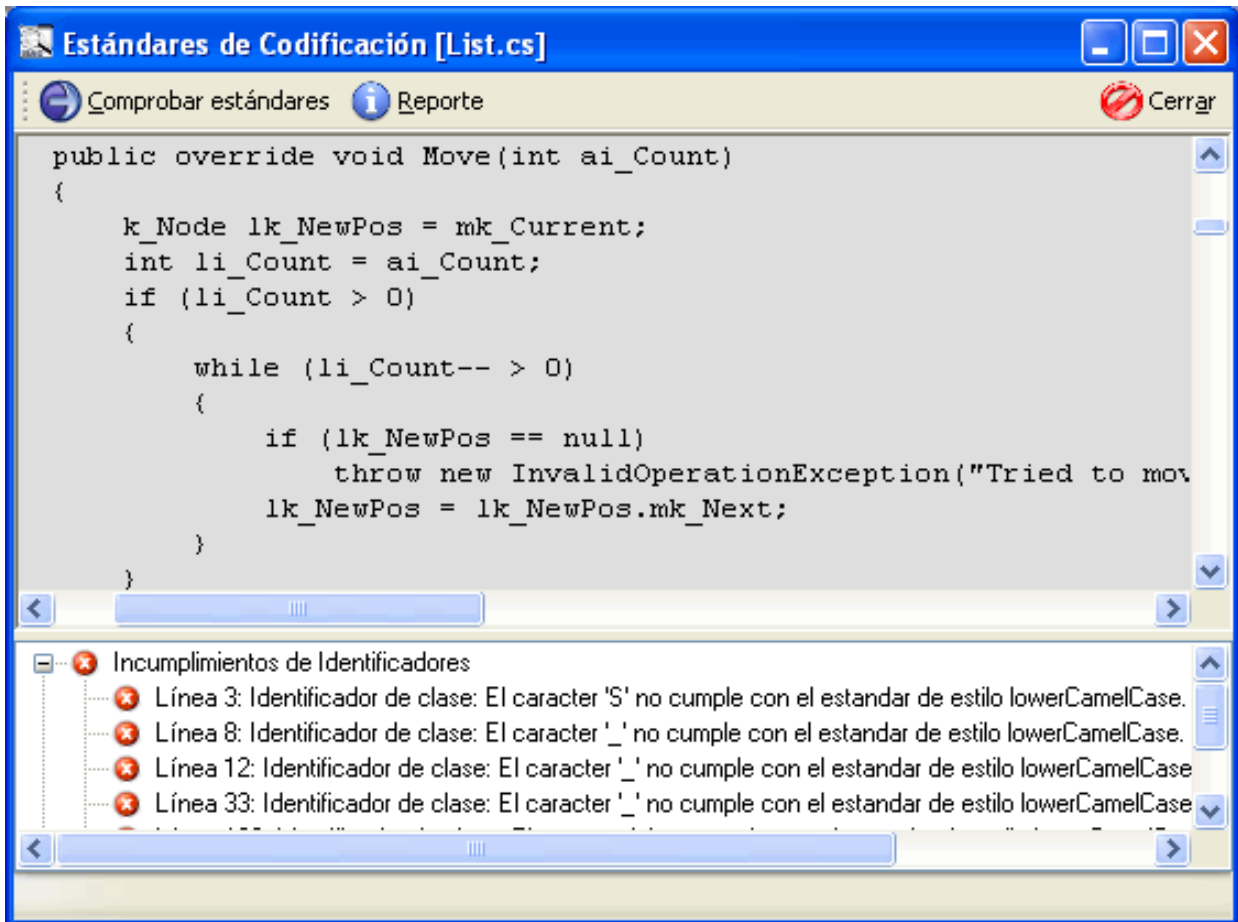 Estándares de Codificación [List.cs]
Comprobar estándares Reporte Cerrar
public override void Move(int ai_Count)
{
k_Node lk_NewPos = mk_Current;
int li_Count = ai_Count;
if (li_Count > 0)
{
while (li_Count-- > 0)
{
if (lk_NewPos == null)
throw new InvalidOperationException("Tried to mov
lk_NewPos = lk_NewPos.mk_Next;
}
}
Incumplimientos de Identificadores
Línea 3: Identificador de clase: El caracter 'S' no cumple con el estandar de estilo lowerCamelCase.
Línea 8: Identificador de clase: El caracter '_' no cumple con el estandar de estilo lowerCamelCase.
Línea 12: Identificador de clase: El caracter '_' no cumple con el estandar de estilo lowerCamelCase
Línea 33: Identificador de clase: El caracter '_' no cumple con el estandar de estilo lowerCamelCase